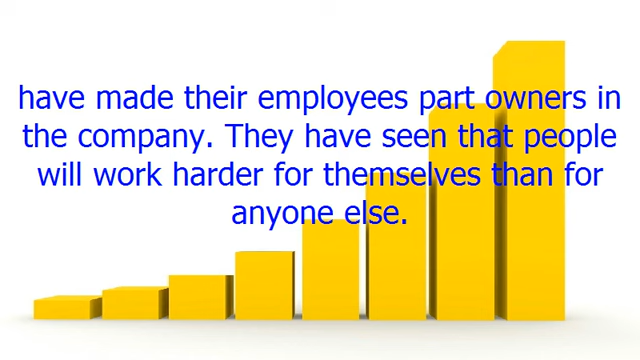 have made their employees part owners in
the company. They have seen that people
will work harder for themselves than for
anyone else.